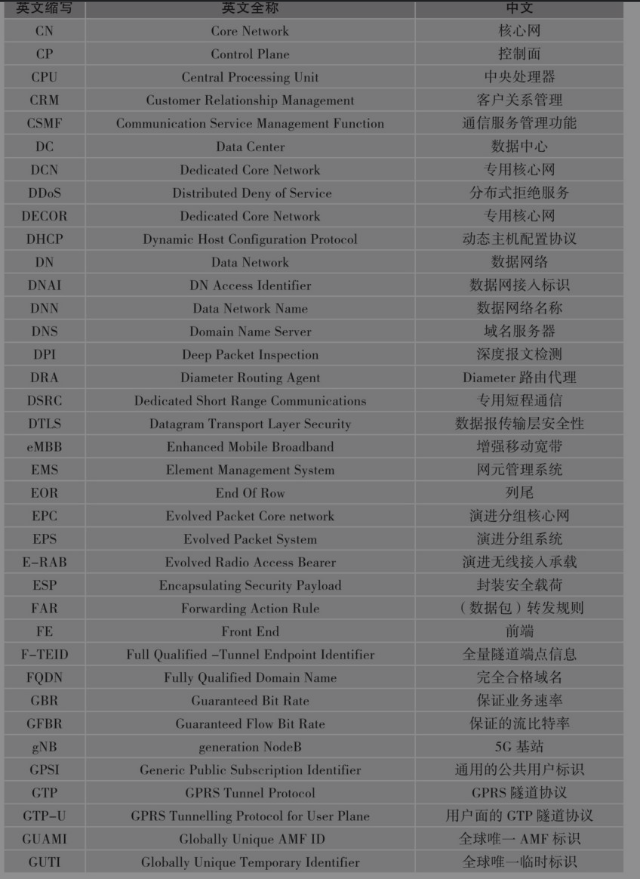 英文缩写 英文全称 中文
CN Core Network 核心网
CP Control Plane 控制面
CPU Central Processing Unit 中央处理器
CRM Customer Relationship Management 客户关系管理
CSMF Communication Service Management Function 通信服务管理功能
DC Data Center 数据中心
DCN Dedicated Core Network 专用核心网
DDoS Distributed Deny of Service 分布式拒绝服务
DECOR Dedicated Core Network 专用核心网
DHCP Dynamic Host Configuration Protocol 动态主机配置协议
DN Data Network 数据网络
DNAI DN Access Identifier 数据网接入标识
DNN Data Network Name 数据网络名称
DNS Domain Name Server 域名服务器
DPI Deep Packet Inspection 深度报文检测
DRA Diameter Routing Agent Diameter 路由代理
DSRC Dedicated Short Range Communications 专用短程通信
DTLS Datagram Transport Layer Security 数据报传输层安全性
eMBB Enhanced Mobile Broadband 增强移动宽带
EMS Element Management System 网元管理系统
EOR End Of Row 列尾
EPC Evolved Packet Core network 演进分组核心网
EPS Evolved Packet System 演进分组系统
E-RAB Evolved Radio Access Bearer 演进无线接入承载
ESP Encapsulating Security Payload 封装安全载荷
FAR Forwarding Action Rule （数据包）转发规则
FE Front End 前端
F-TEID Full Qualified -Tunnel Endpoint Identifier 全量隧道端点信息
FQDN Fully Qualified Domain Name 完全合格域名
GBR Guaranteed Bit Rate 保证业务速率
GFBR Guaranteed Flow Bit Rate 保证的流比特率
gNB generation NodeB 5G 基站
GPSI Generic Public Subscription Identifier 通用的公共用户标识
GTP GPRS Tunnel Protocol GPRS 隧道协议
GTP-U GPRS Tunnelling Protocol for User Plane 用户面的 GTP 隧道协议
GUAMI Globally Unique AMF ID 全球唯一 AMF 标识
GUTI Globally Unique Temporary Identifier 全球唯一临时标识